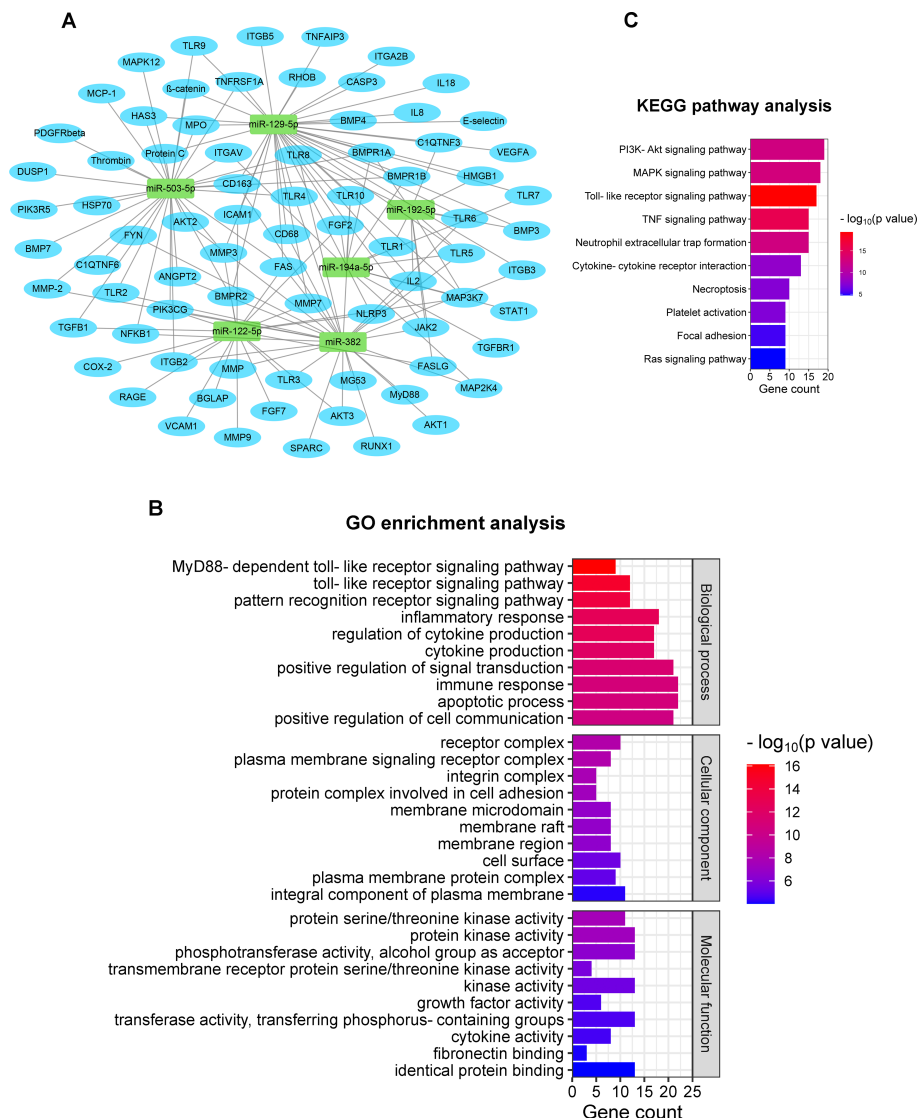 A
ITGB5
TNFAIP3
TLR9
ITGA2B
MAPK12
RHOB
CASP3
IL18
ß-catenin
TNFRSF1A
MCP-1
HAS3
MPO
miR-129-5p
BMP4
IL8
E-selectin
PDGFRbeta
Thrombin
Protein C
ITGAV
TLR8
BMPR1A
C1QTNF3
VEGFA
DUSP1
miR-503-5p
CD163
BMPR1B
HMGB1
TLR7
PIK3R5
HSP70
AKT2
ICAM1
TLR4
TLR10
miR-192-5p
TLR6
BMP3
BMP7
FYN
MMP3
CD68
FGF2
TLR1
TLR5
C1QTNF6
ANGPT2
FAS
miR-194a-5p
IL2
ITGB3
MMP-2
TLR2
PIK3CG
BMPR2
MMP7
NLRP3
MAP3K7
STAT1
TGFB1
NFKB1
miR-122-5p
miR-382
JAK2
TGFBR1
COX-2
ITGB2
MMP
TLR3
MG53
FASLG
MAP2K4
RAGE
BGLAP
FGF7
AKT3
MyD88
VCAM1
MMP9
SPARC
RUNX1
AKT1
C
KEGG pathway analysis
PI3K- Akt signaling pathway
MAPK signaling pathway
Toll- like receptor signaling pathway
TNF signaling pathway
Neutrophil extracellular trap formation
Cytokine- cytokine receptor interaction
Necroptosis
Platelet activation
Focal adhesion
Ras signaling pathway
0 5 10 15 20
Gene count
- log10(p value)
15
10
5
B
GO enrichment analysis
MyD88- dependent toll- like receptor signaling pathway
toll- like receptor signaling pathway
pattern recognition receptor signaling pathway
inflammatory response
regulation of cytokine production
cytokine production
positive regulation of signal transduction
immune response
apoptotic process
positive regulation of cell communication
Biological process
receptor complex
plasma membrane signaling receptor complex
integrin complex
protein complex involved in cell adhesion
membrane microdomain
membrane raft
membrane region
cell surface
plasma membrane protein complex
integral component of plasma membrane
Cellular component
protein serine/threonine kinase activity
protein kinase activity
phosphotransferase activity, alcohol group as acceptor
transmembrane receptor protein serine/threonine kinase activity
kinase activity
growth factor activity
transferase activity, transferring phosphorus- containing groups
cytokine activity
fibronectin binding
identical protein binding
Molecular function
0 5 10 15 20 25
Gene count
- log10(p value)
16
14
12
10
8
6